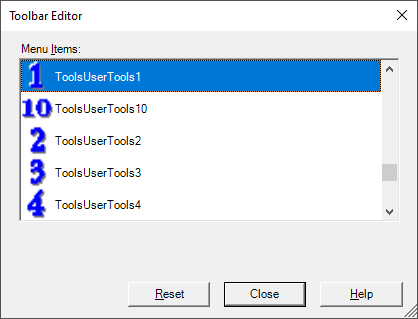 Toolbar Editor
Menu Items:
1 ToolsUserTools1
10 ToolsUserTools10
2 ToolsUserTools2
3 ToolsUserTools3
4 ToolsUserTools4
Reset Close Help